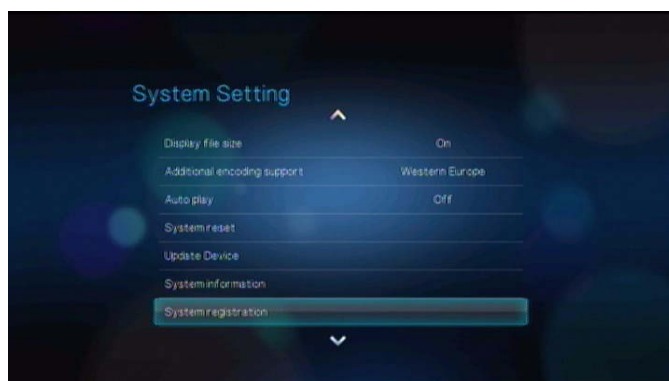 System Setting
Display file size On
Additional encoding support Western Europe
Auto play Off
System reset
Update Device
System information
System registration